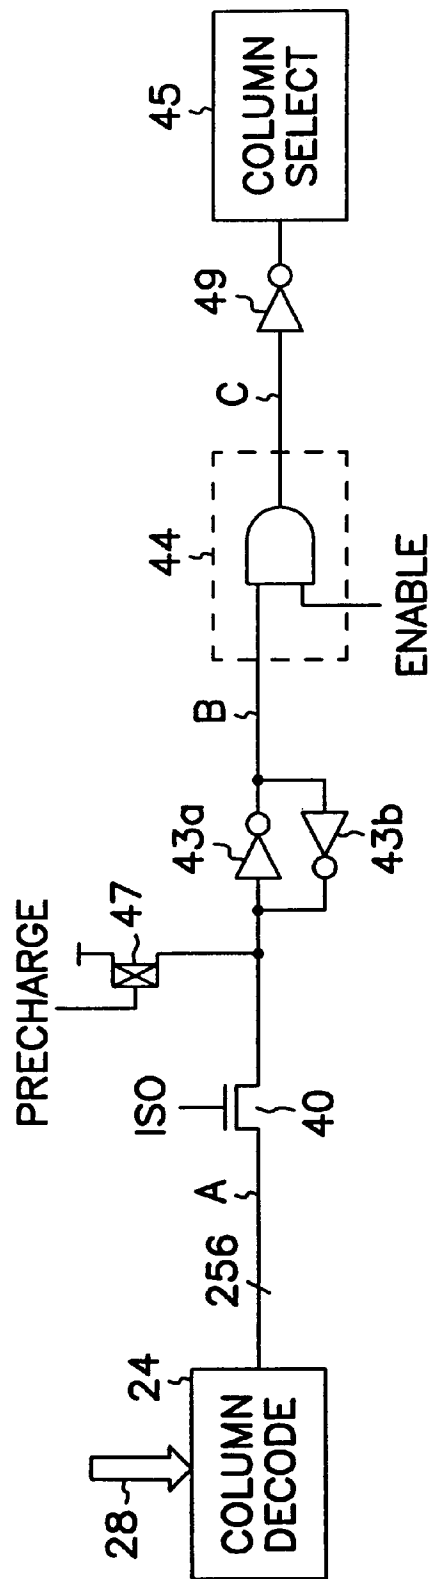 28
24
COLUMN
DECODE
256
A
ISO
40
PRECHARGE
47
43a
43b
B
44
ENABLE
C
49
45
COLUMN
SELECT